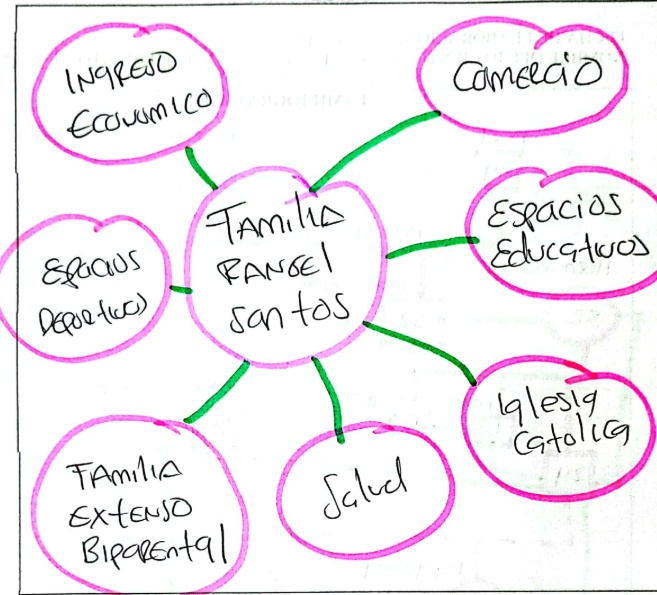 INGRESO
ECONOMICO
COMERCIO
FAMILIA
RANGEL
Santos
ESPACIOS
EducatIvos
ESPACIOS
DEPORTIVOS
Iglesia
Catolica
FAMILIA
EXTENSO
BIPARENTAL
Salud